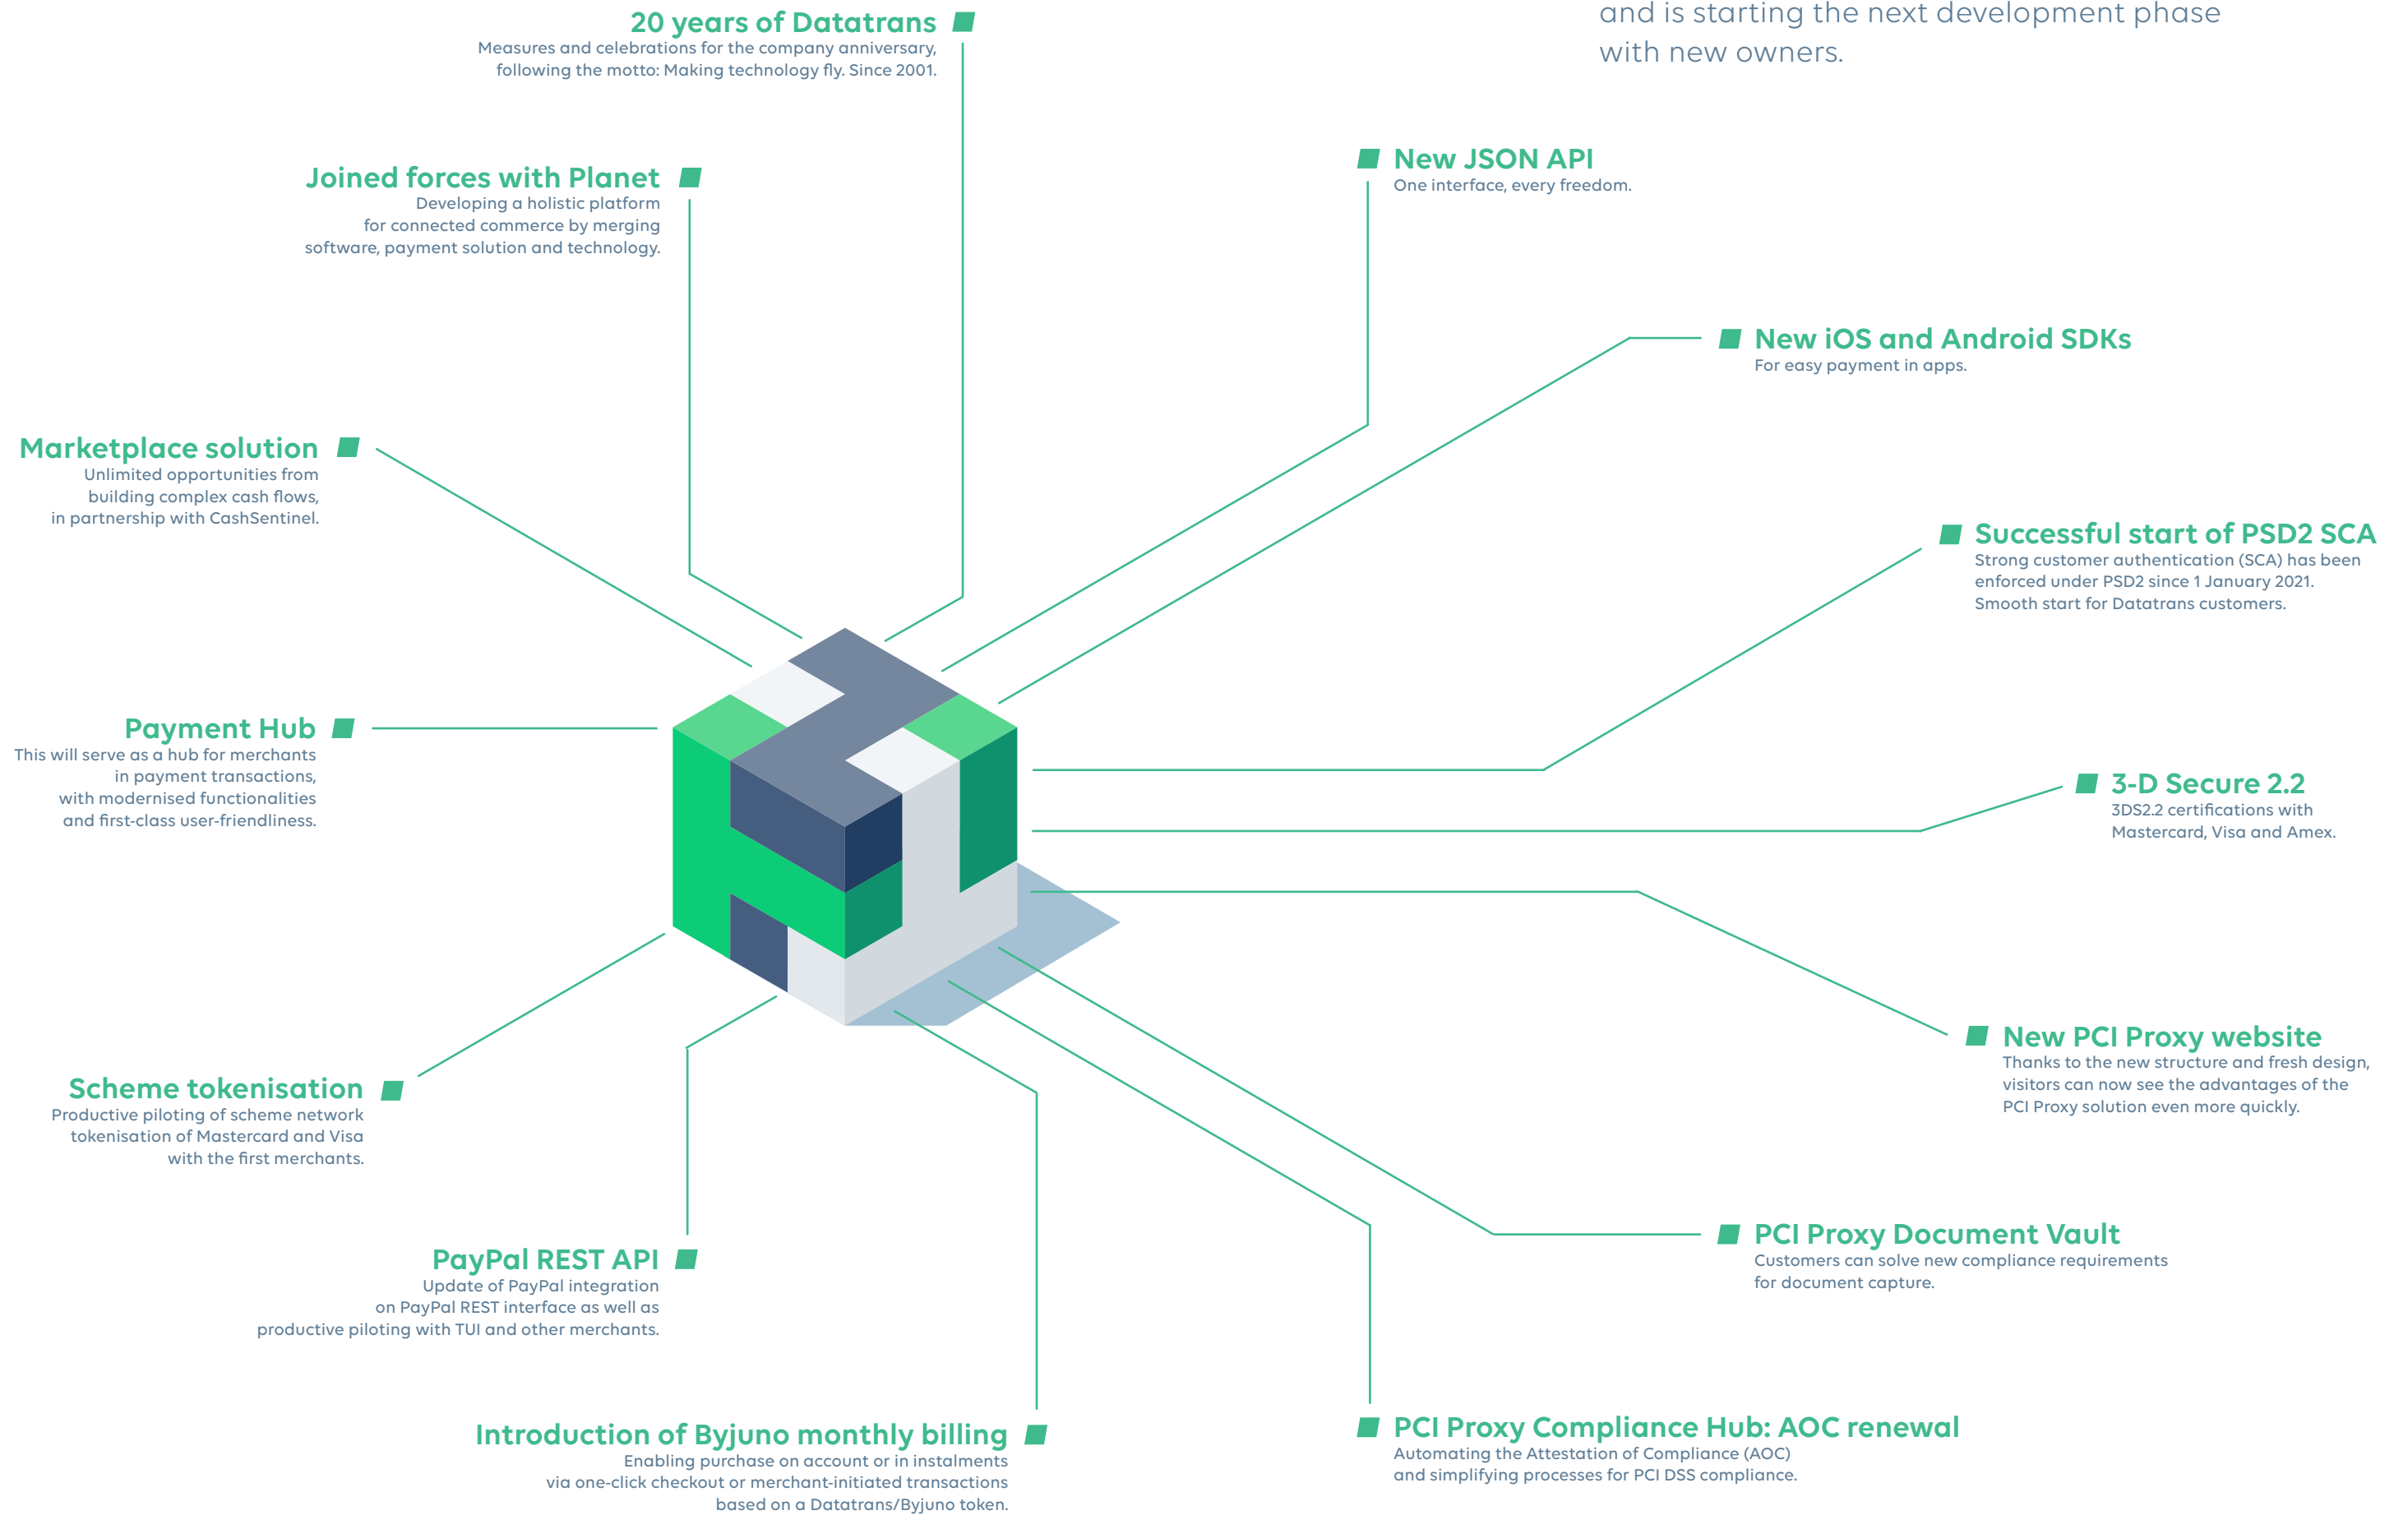 and is starting the next development phase
with new owners.
20 years of Datatrans
Measures and celebrations for the company anniversary,
following the motto: Making technology fly. Since 2001.
Joined forces with Planet
Developing a holistic platform
for connected commerce by merging
software, payment solution and technology.
Marketplace solution
Unlimited opportunities from
building complex cash flows,
in partnership with CashSentinel.
Payment Hub
This will serve as a hub for merchants
in payment transactions,
with modernised functionalities
and first-class user-friendliness.
Scheme tokenisation
Productive piloting of scheme network
tokenisation of Mastercard and Visa
with the first merchants.
PayPal REST API
Update of PayPal integration
on PayPal REST interface as well as
productive piloting with TUI and other merchants.
Introduction of Byjuno monthly billing
Enabling purchase on account or in instalments
via one-click checkout or merchant-initiated transactions
based on a Datatrans/Byjuno token.
New JSON API
One interface, every freedom.
New iOS and Android SDKs
For easy payment in apps.
Successful start of PSD2 SCA
Strong customer authentication (SCA) has been
enforced under PSD2 since 1 January 2021.
Smooth start for Datatrans customers.
3-D Secure 2.2
3DS2.2 certifications with
Mastercard, Visa and Amex.
New PCI Proxy website
Thanks to the new structure and fresh design,
visitors can now see the advantages of the
PCI Proxy solution even more quickly.
PCI Proxy Document Vault
Customers can solve new compliance requirements
for document capture.
PCI Proxy Compliance Hub: AOC renewal
Automating the Attestation of Compliance (AOC)
and simplifying processes for PCI DSS compliance.